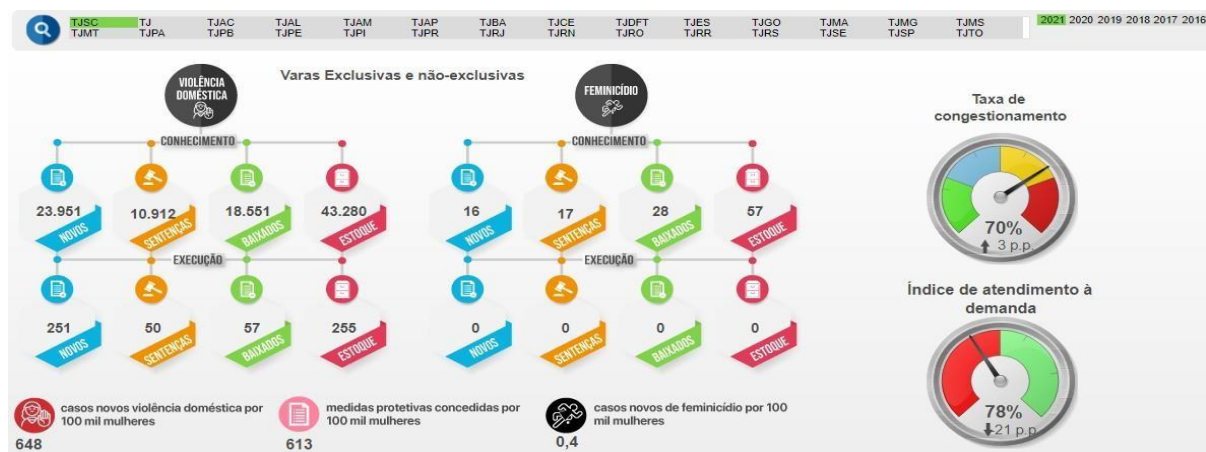 TJSC TJ TJAC TJAL TJAM TJAP TJBA TJCE TJDFT TJES TJGO TJMA TJMG TJMS
TJMT TJPA TJPB TJPE TJPI TJPR TJRJ TJRN TJRO TJRR TJRS TJSE TJSP TJTO
2021 2020 2019 2018 2017 2016
Varas Exclusivas e não-exclusivas
VIOLÊNCIA
DOMÉSTICA
CONHECIMENTO
23.951 10.912 18.551 43.280
NOVOS SENTENÇAS BAIXADOS ESTOQUE
EXECUÇÃO
251 50 57 255
NOVOS SENTENÇAS BAIXADOS ESTOQUE
FEMINICÍDIO
CONHECIMENTO
16 17 28 57
NOVOS SENTENÇAS BAIXADOS ESTOQUE
EXECUÇÃO
0 0 0 0
NOVOS SENTENÇAS BAIXADOS ESTOQUE
Taxa de
congestionamento
70%
3 p.p.
Índice de atendimento à
demanda
78%
-21 p.p.
casos novos violência doméstica por
100 mil mulheres
648
medidas protetivas concedidas por
100 mil mulheres
613
casos novos de feminicídio por 100
mil mulheres
0,4